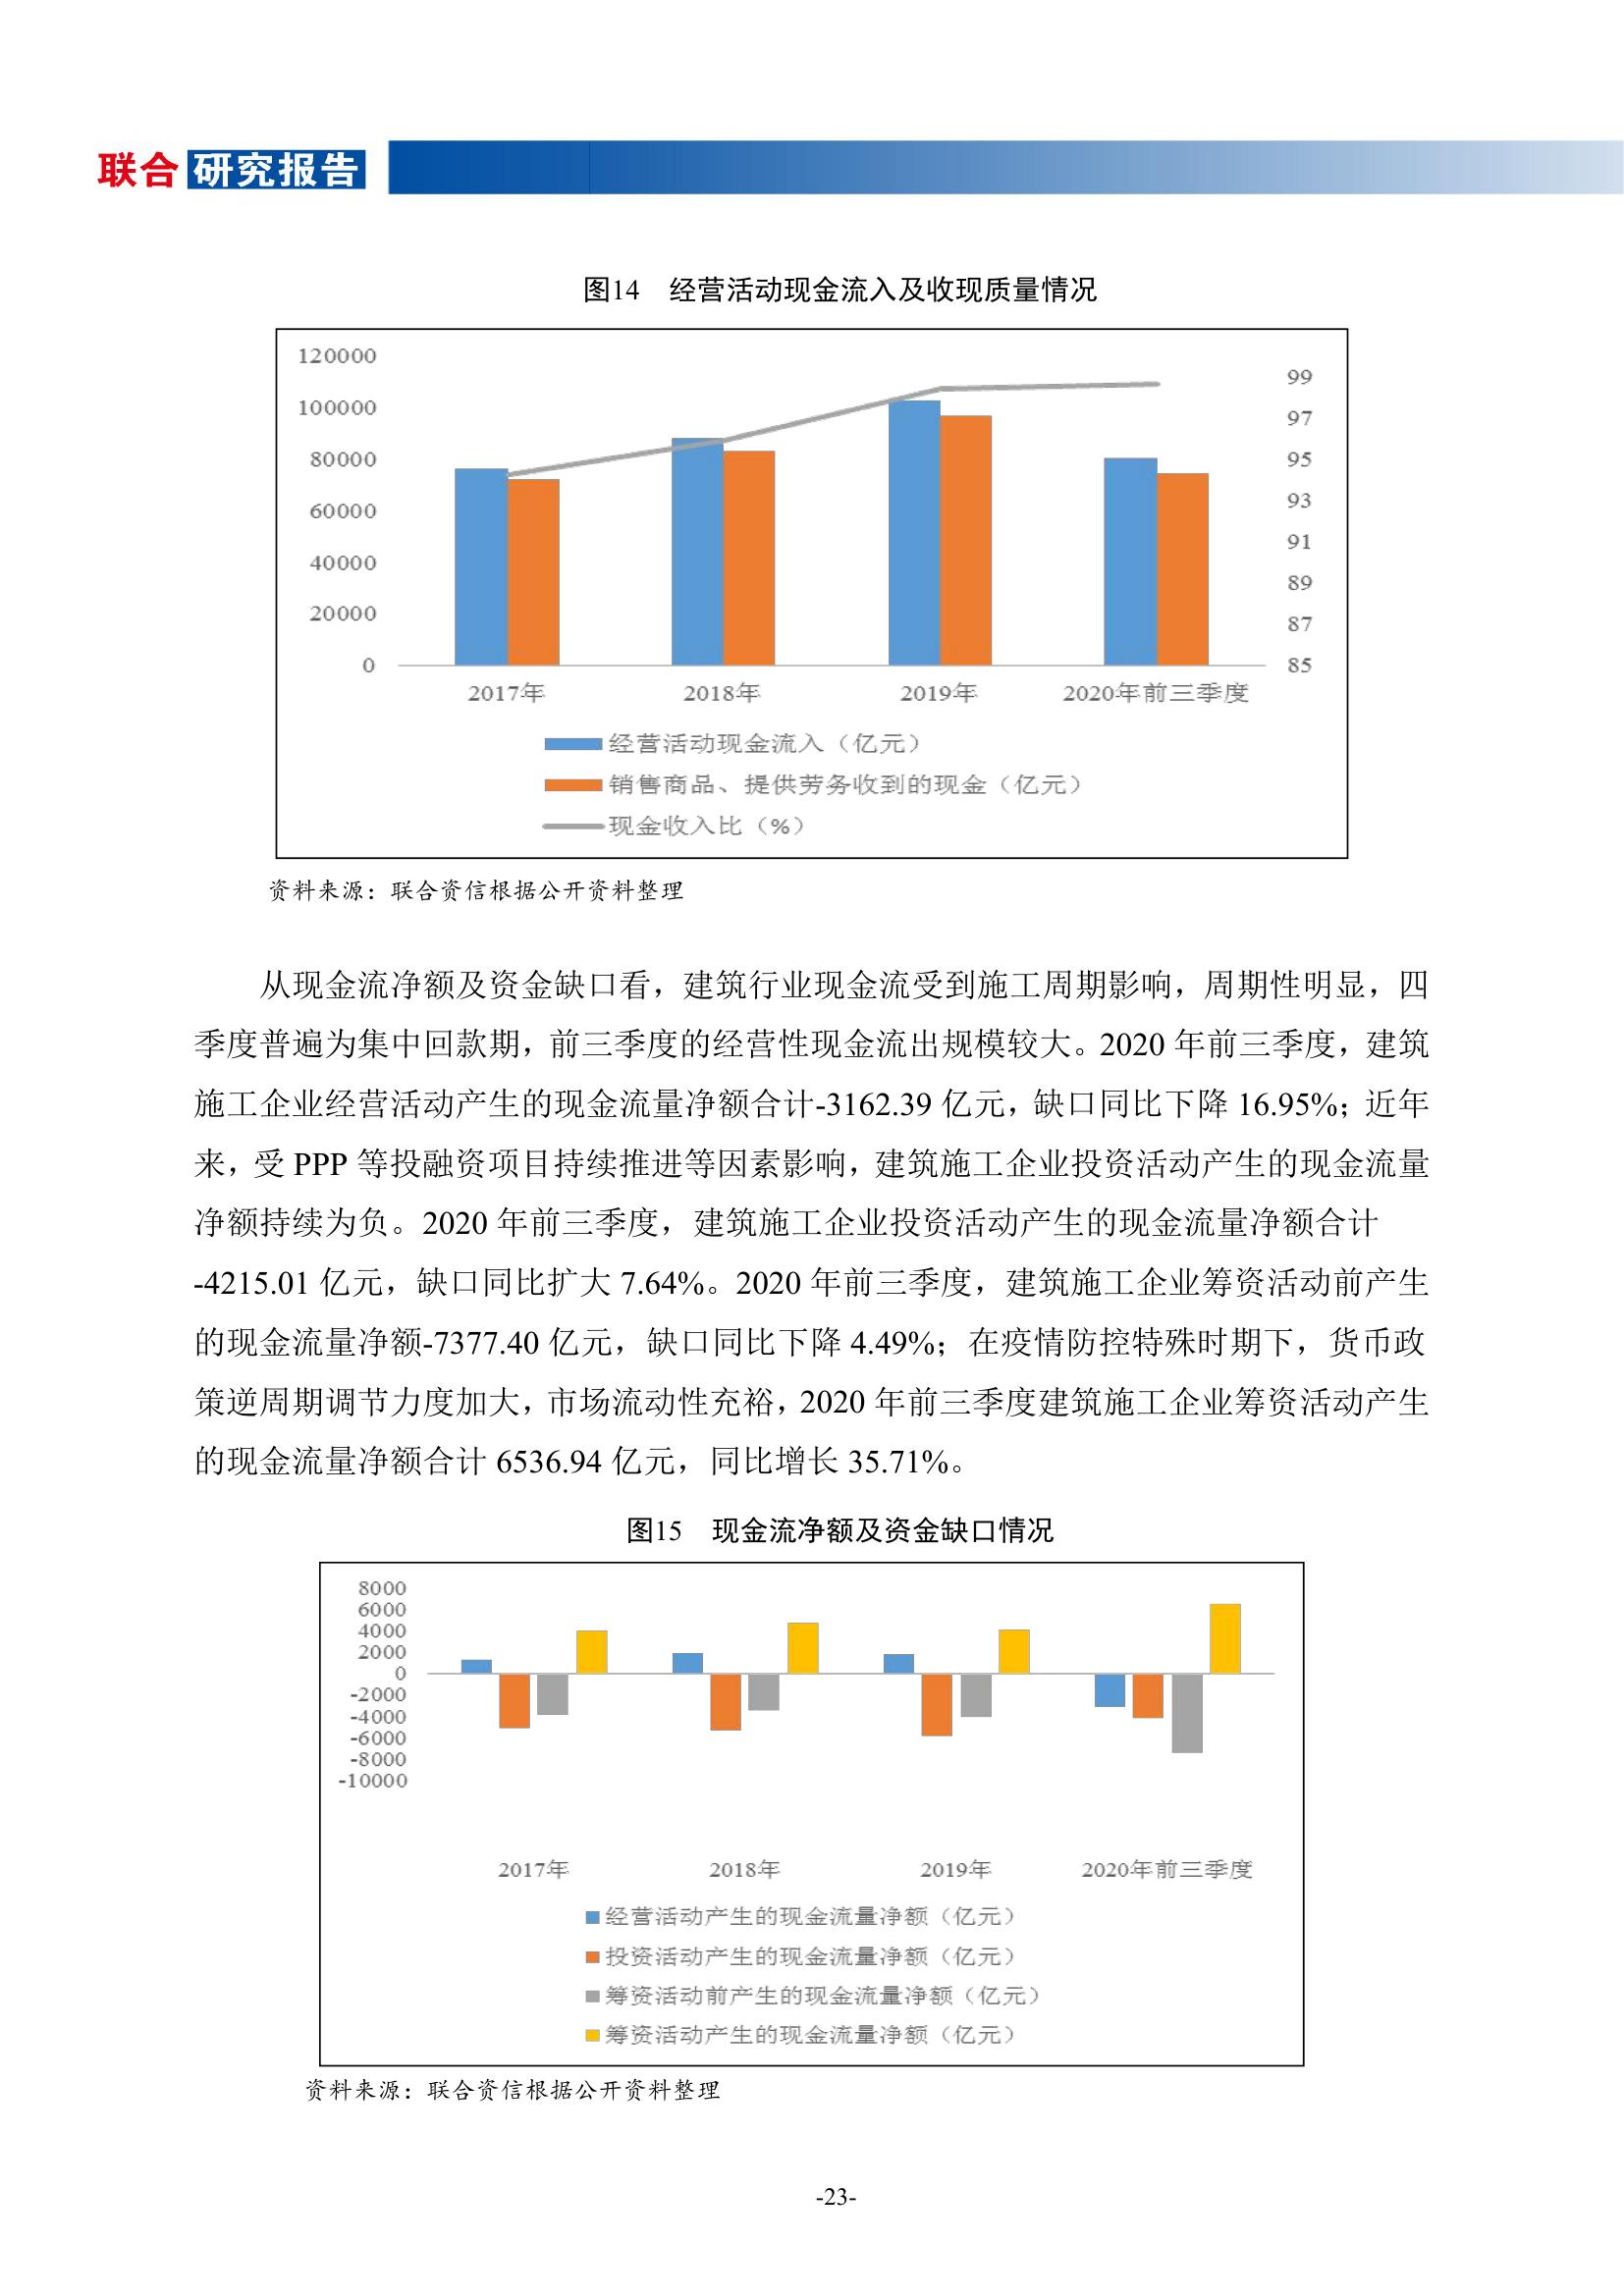 联合 研究报告
图14 经营活动现金流入及收现质量情况
120000
100000
80000
60000
40000
20000
0
99
97
95
93
91
89
87
85
2017年 2018年 2019年 2020年前三季度
经营活动现金流入（亿元）
销售商品、提供劳务收到的现金（亿元）
现金收入比（%）
资料来源：联合资信根据公开资料整理
从现金流净额及资金缺口看，建筑行业现金流受到施工周期影响，周期性明显，四
季度普遍为集中回款期，前三季度的经营性现金流出规模较大。2020 年前三季度，建筑
施工企业经营活动产生的现金流量净额合计-3162.39 亿元，缺口同比下降 16.95%；近年
来，受 PPP 等投融资项目持续推进等因素影响，建筑施工企业投资活动产生的现金流量
净额持续为负。2020 年前三季度，建筑施工企业投资活动产生的现金流量净额合计
-4215.01 亿元，缺口同比扩大 7.64%。2020 年前三季度，建筑施工企业筹资活动前产生
的现金流量净额-7377.40 亿元，缺口同比下降 4.49%；在疫情防控特殊时期下，货币政
策逆周期调节力度加大，市场流动性充裕，2020 年前三季度建筑施工企业筹资活动产生
的现金流量净额合计 6536.94 亿元，同比增长 35.71%。
图15 现金流净额及资金缺口情况
8000
6000
4000
2000
0
-2000
-4000
-6000
-8000
-10000
2017年 2018年 2019年 2020年前三季度
经营活动产生的现金流量净额（亿元）
投资活动产生的现金流量净额（亿元）
筹资活动前产生的现金流量净额（亿元）
筹资活动产生的现金流量净额（亿元）
资料来源：联合资信根据公开资料整理
-23-